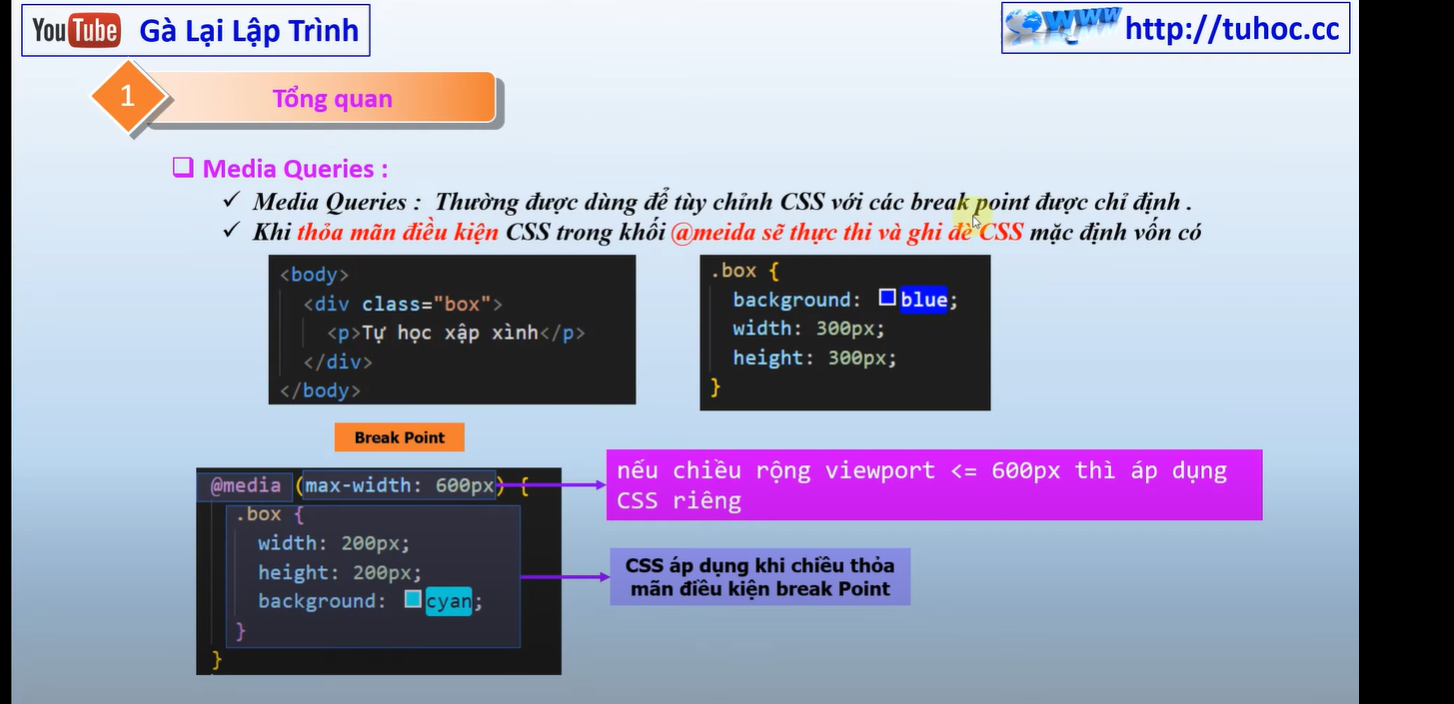 YouTube Gà Lại Lập Trình
WWW http://tuhoc.cc
1 Tổng quan
Media Queries :
Media Queries : Thường được dùng để tùy chỉnh CSS với các break point được chỉ định .
Khi thỏa mãn điều kiện CSS trong khối @meida sẽ thực thi và ghi đè CSS mặc định vốn có
<body>
<div class="box">
<p>Tự học xập xình</p>
</div>
</body>
.box {
background: blue;
width: 300px;
height: 300px;
}
Break Point
@media (max-width: 600px) {
.box {
width: 200px;
height: 200px;
background: cyan;
}
}
nếu chiều rộng viewport <= 600px thì áp dụng
CSS riêng
CSS áp dụng khi chiều thỏa
mãn điều kiện break Point